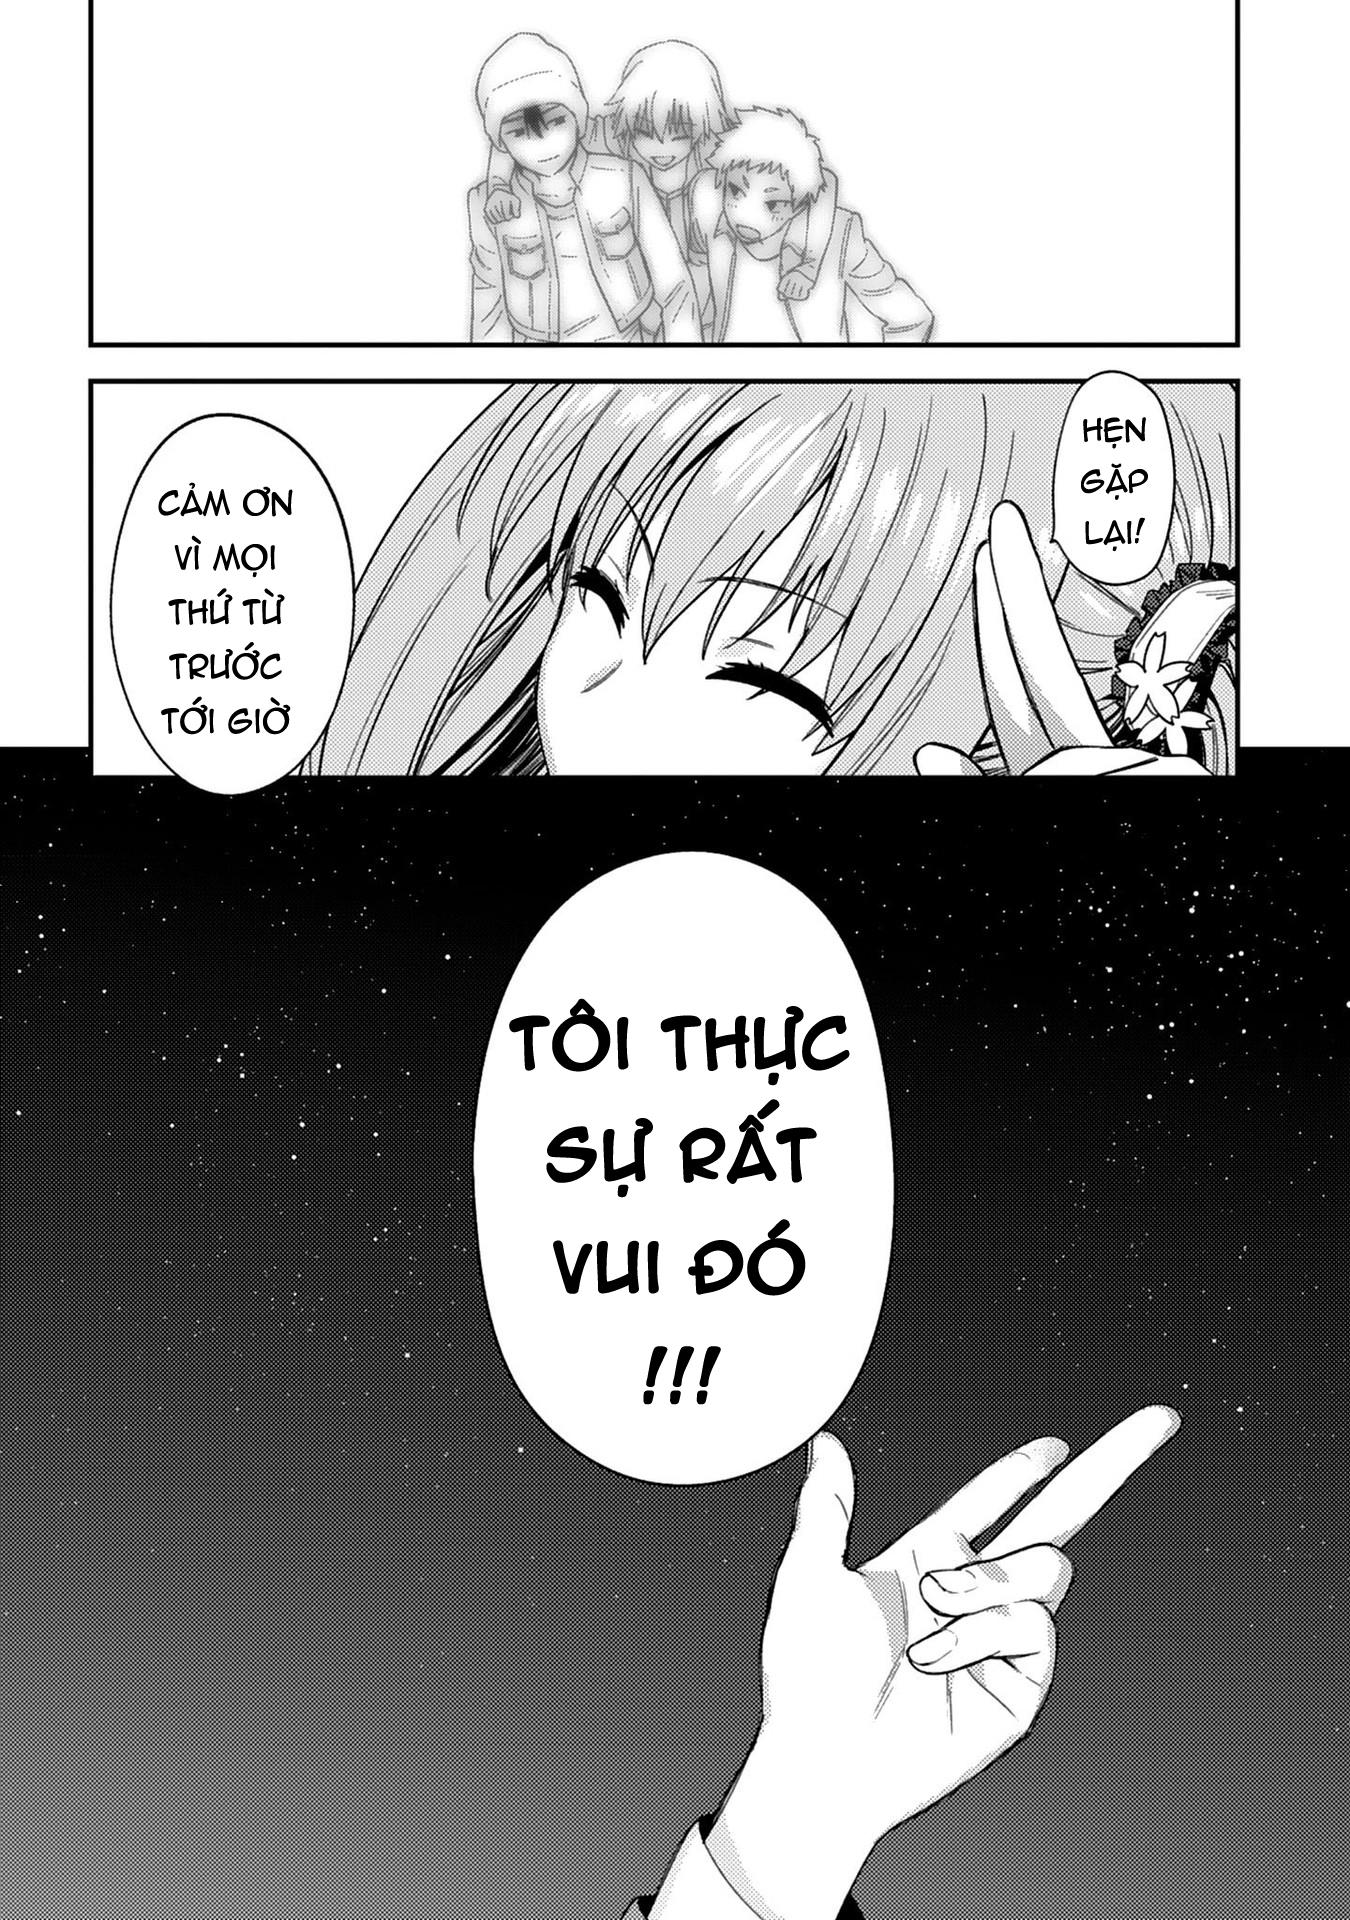 HẸN
GẶP
LẠI!
CẢM ƠN
VÌ MỌI
THỨ TỪ
TRƯỚC
TỚI GIỜ
TÔI THỰC
SỰ RẤT
VUI ĐÓ
!!!